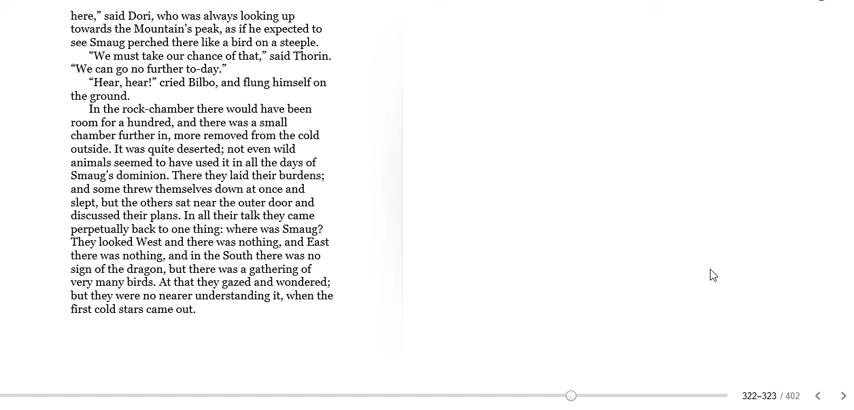 here,” said Dori, who was always looking up
towards the Mountain’s peak, as if he expected to
see Smaug perched there like a bird on a steeple.
“We must take our chance of that,” said Thorin.
“We can go no further to-day.”
“Hear, hear!” cried Bilbo, and flung himself on
the ground.
In the rock-chamber there would have been
room for a hundred, and there was a small
chamber further in, more removed from the cold
outside. It was quite deserted; not even wild
animals seemed to have used it in all the days of
Smaug’s dominion. There they laid their burdens;
and some threw themselves down at once and
slept, but the others sat near the outer door and
discussed their plans. In all their talk they came
perpetually back to one thing: where was Smaug?
They looked West and there was nothing, and East
there was nothing, and in the South there was no
sign of the dragon, but there was a gathering of
very many birds. At that they gazed and wondered;
but they were no nearer understanding it, when the
first cold stars came out.
322–323 / 402